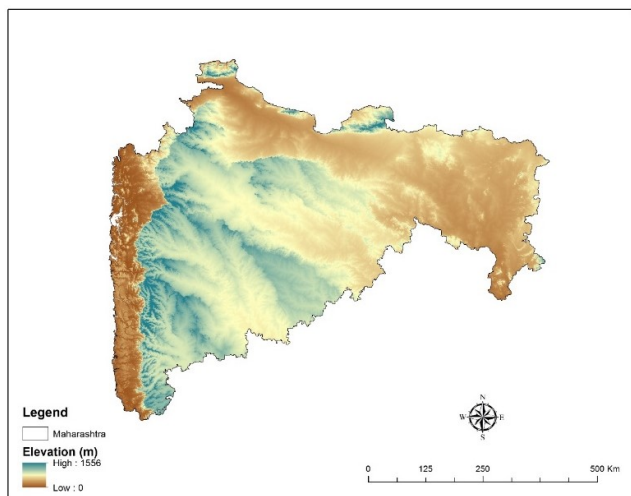 Legend
Maharashtra
Elevation (m)
High : 1556
Low : 0
N
W E
S
0 125 250 500 Km